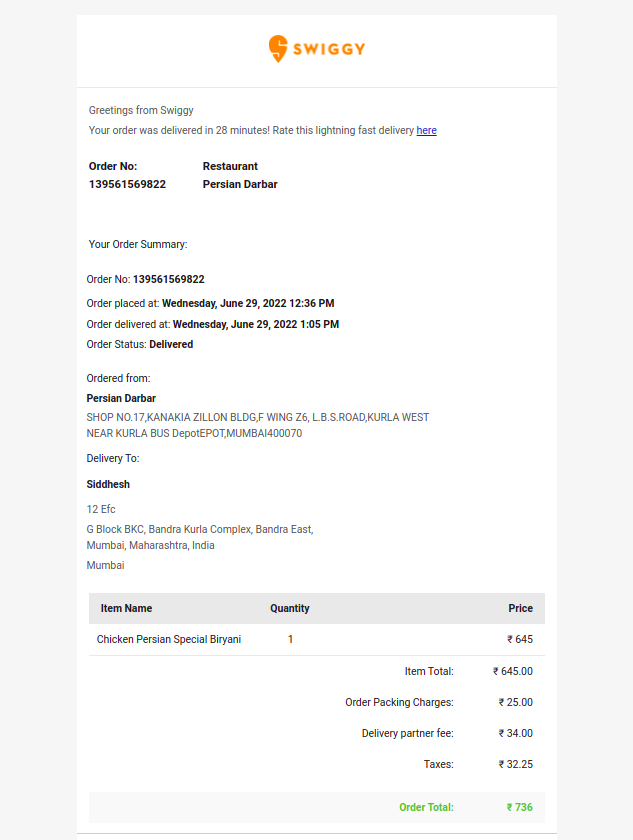 SWIGGY
Greetings from Swiggy
Your order was delivered in 28 minutes! Rate this lightning fast delivery here
Order No: Restaurant
139561569822 Persian Darbar
Your Order Summary:
Order No: 139561569822
Order placed at: Wednesday, June 29, 2022 12:36 PM
Order delivered at: Wednesday, June 29, 2022 1:05 PM
Order Status: Delivered
Ordered from:
Persian Darbar
SHOP NO.17,KANAKIA ZILLON BLDG,F WING Z6, L.B.S.ROAD,KURLA WEST
NEAR KURLA BUS DepotEPOT,MUMBAI400070
Delivery To:
Siddhesh
12 Efc
G Block BKC, Bandra Kurla Complex, Bandra East,
Mumbai, Maharashtra, India
Mumbai
Item Name Quantity Price
Chicken Persian Special Biryani 1 ₹ 645
Item Total: ₹ 645.00
Order Packing Charges: ₹ 25.00
Delivery partner fee: ₹ 34.00
Taxes: ₹ 32.25
Order Total: ₹ 736